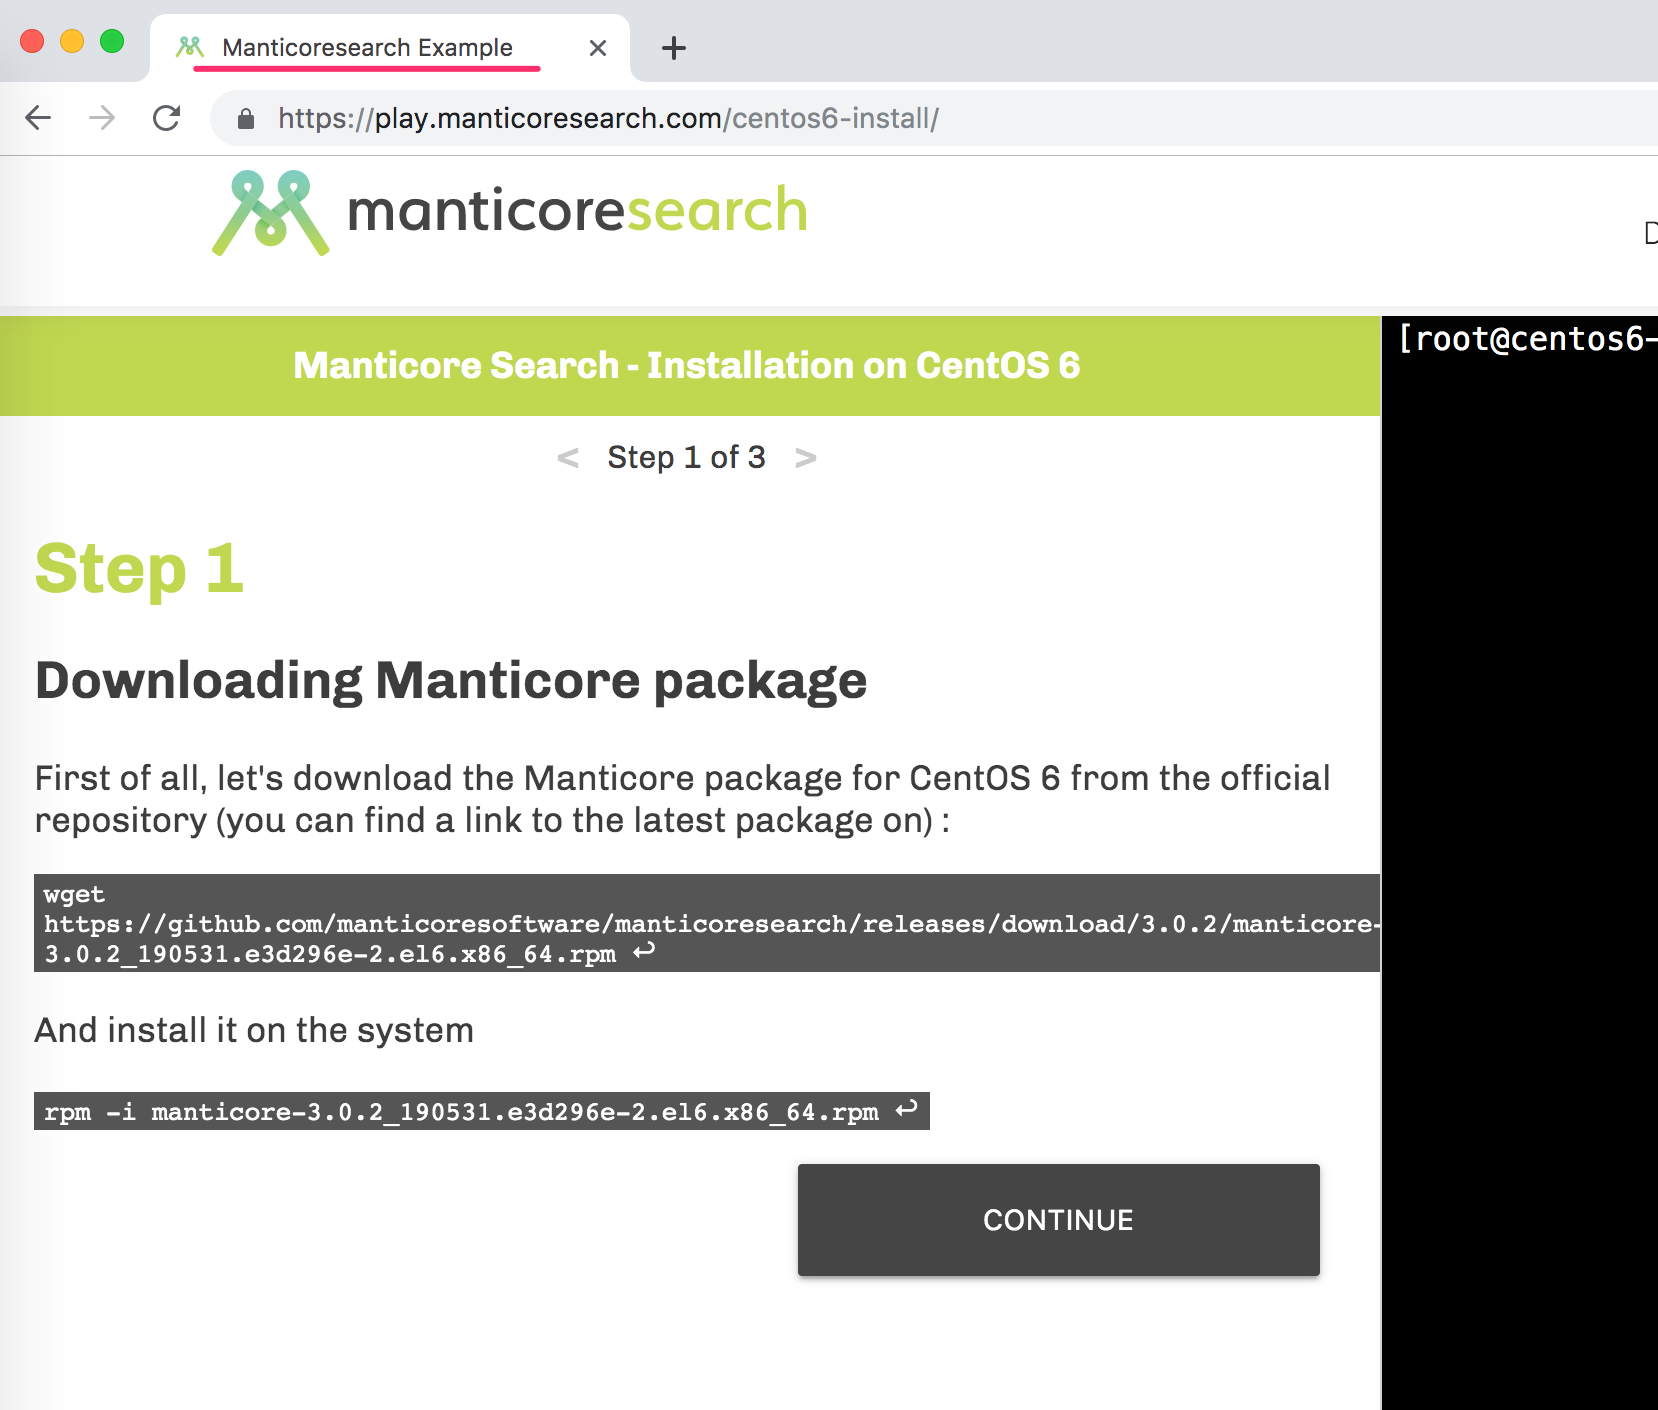 Manticoresearch Example
https://play.manticoresearch.com/centos6-install/
manticoresearch
D
Manticore Search - Installation on CentOS 6
< Step 1 of 3 >
Step 1
Downloading Manticore package
First of all, let's download the Manticore package for CentOS 6 from the official
repository (you can find a link to the latest package on) :
wget
https://github.com/manticoresoftware/manticoresearch/releases/download/3.0.2/manticore-
3.0.2_190531.e3d296e-2.el6.x86_64.rpm ↩
And install it on the system
rpm -i manticore-3.0.2_190531.e3d296e-2.el6.x86_64.rpm ↩
CONTINUE
[root@centos6-